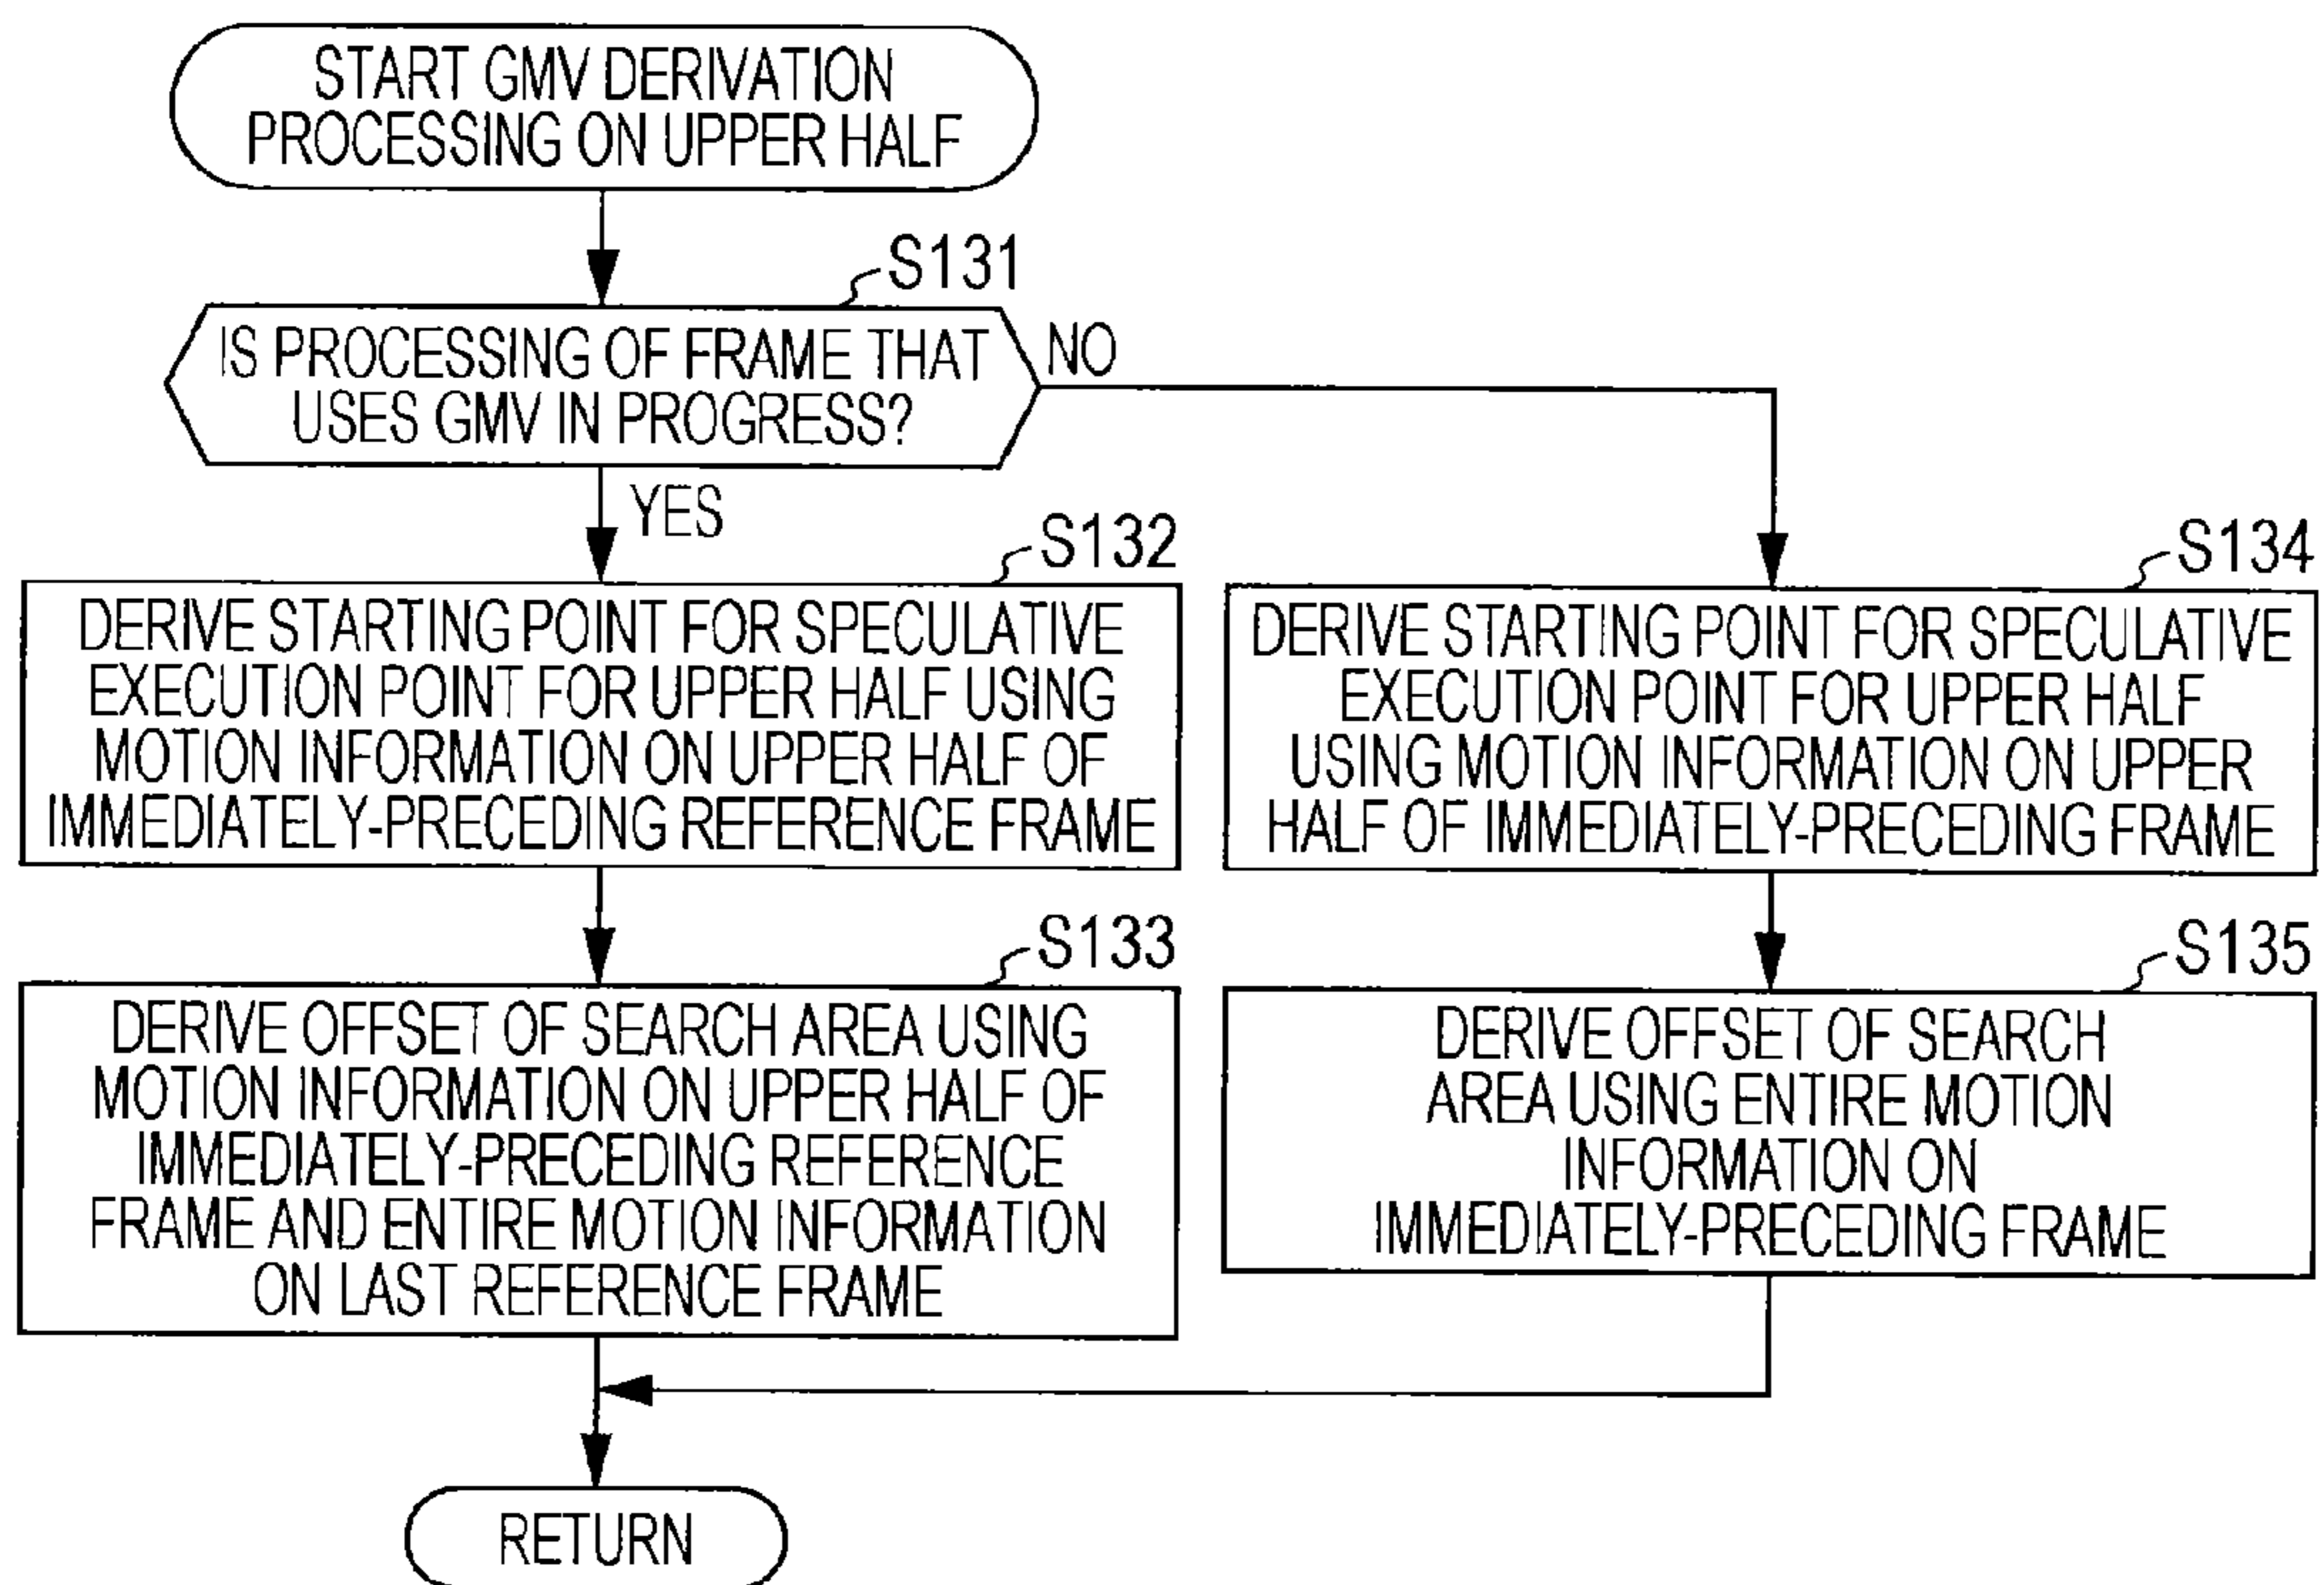 START GMV DERIVATION
PROCESSING ON UPPER HALF
S131
IS PROCESSING OF FRAME THAT
USES GMV IN PROGRESS?
NO
YES
S132
DERIVE STARTING POINT FOR SPECULATIVE
EXECUTION POINT FOR UPPER HALF USING
MOTION INFORMATION ON UPPER HALF OF
IMMEDIATELY-PRECEDING REFERENCE FRAME
S134
DERIVE STARTING POINT FOR SPECULATIVE
EXECUTION POINT FOR UPPER HALF
USING MOTION INFORMATION ON UPPER
HALF OF IMMEDIATELY-PRECEDING FRAME
S133
DERIVE OFFSET OF SEARCH AREA USING
MOTION INFORMATION ON UPPER HALF OF
IMMEDIATELY-PRECEDING REFERENCE
FRAME AND ENTIRE MOTION INFORMATION
ON LAST REFERENCE FRAME
S135
DERIVE OFFSET OF SEARCH
AREA USING ENTIRE MOTION
INFORMATION ON
IMMEDIATELY-PRECEDING FRAME
RETURN